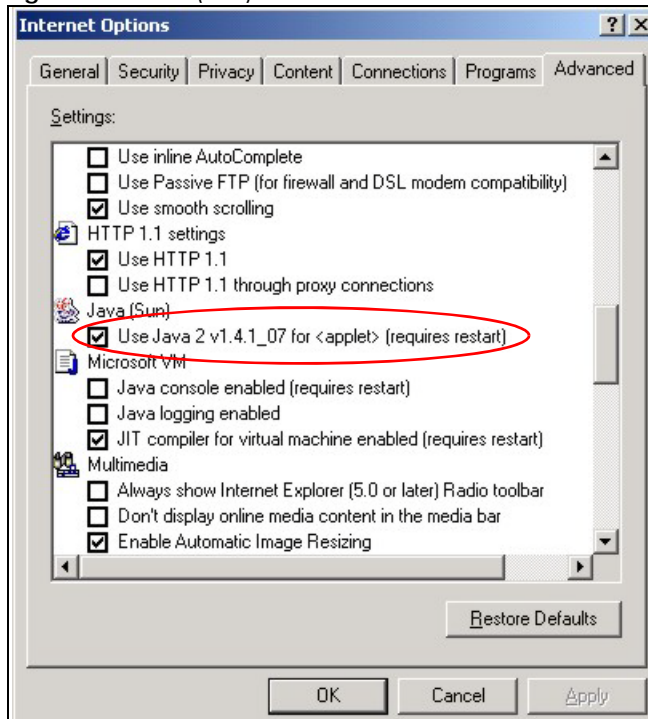 Internet Options
General Security Privacy Content Connections Programs Advanced
Settings:
Use inline AutoComplete
Use Passive FTP (for firewall and DSL modem compatibility)
Use smooth scrolling
HTTP 1.1 settings
Use HTTP 1.1
Use HTTP 1.1 through proxy connections
Java (Sun)
Use Java 2 v1.4.1_07 for <applet> (requires restart)
Microsoft VM
Java console enabled (requires restart)
Java logging enabled
JIT compiler for virtual machine enabled (requires restart)
Multimedia
Always show Internet Explorer (5.0 or later) Radio toolbar
Don't display online media content in the media bar
Enable Automatic Image Resizing
Restore Defaults
OK Cancel Apply